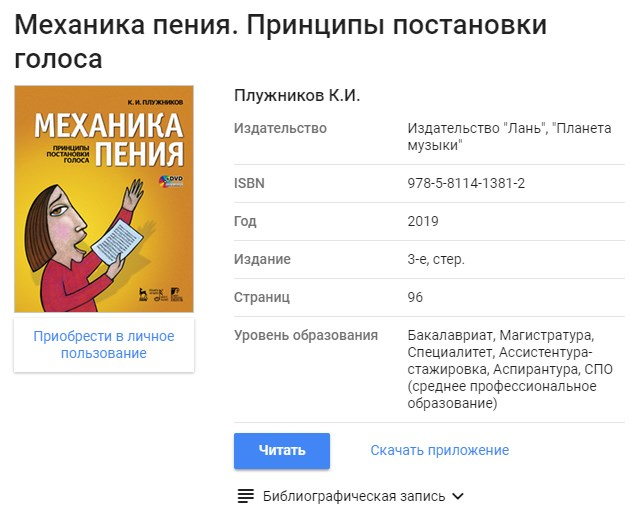 Механика пения. Принципы постановки
голоса
К. И. ПЛУЖНИКОВ
МЕХАНИКА
ПРИНЦИПЫ
ПОСТАНОВКИ
ГОЛОСА
ПЕНИЯ
DVD
Приобрести в личное
пользование
Плужников К.И.
Издательство
Издательство "Лань", "Планета
музыки"
ISBN
978-5-8114-1381-2
Год
2019
Издание
3-е, стер.
Страниц
96
Уровень образования
Бакалавриат, Магистратура,
Специалитет, Ассистентура-
стажировка, Аспирантура, СПО
(среднее профессиональное
образование)
Читать
Скачать приложение
Библиографическая запись